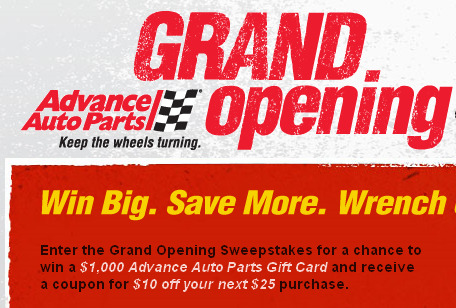 GRAND
opening
Advance
Auto Parts
Keep the wheels turning.
Win Big. Save More. Wrench
Enter the Grand Opening Sweepstakes for a chance to
win a $1,000 Advance Auto Parts Gift Card and receive
a coupon for $10 off your next $25 purchase.